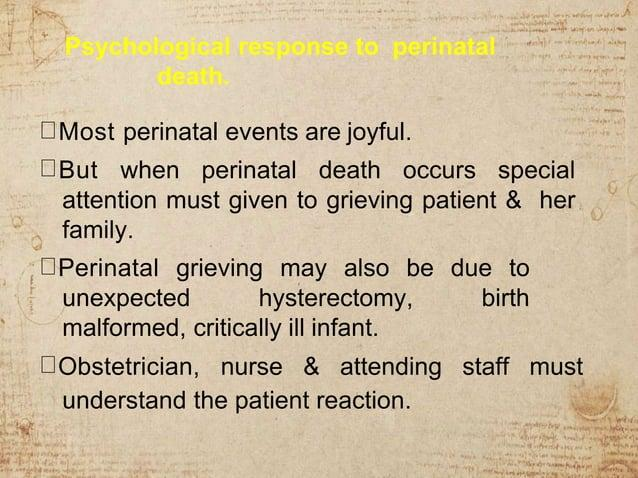 Psychological response to perinatal
death.
Most perinatal events are joyful.
But when perinatal death occurs special
attention must given to grieving patient & her
family.
Perinatal grieving may also be due to
unexpected hysterectomy, birth
malformed, critically ill infant.
Obstetrician, nurse & attending staff must
understand the patient reaction.